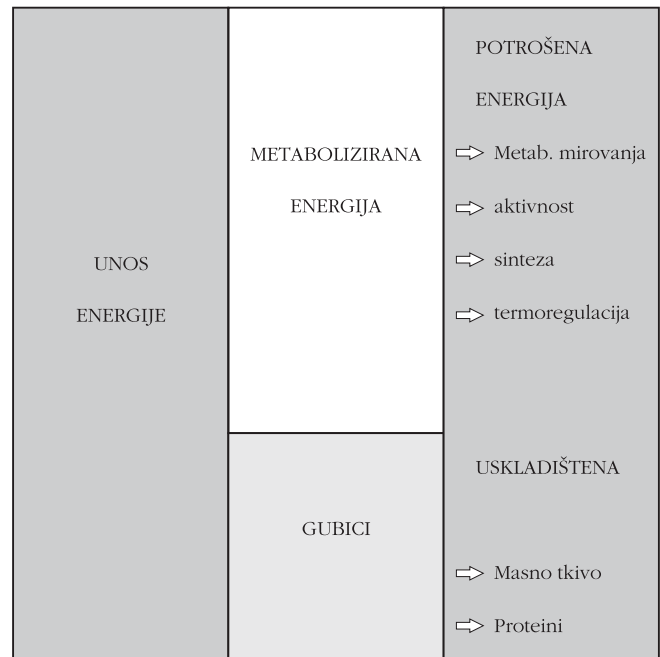 UNOS
ENERGIJE
METABOLIZIRANA
ENERGIJA
GUBICI
POTROŠENA
ENERGIJA
Metab. mirovanja
aktivnost
sinteza
termoregulacija
USKLADIŠTENA
Masno tkivo
Proteini